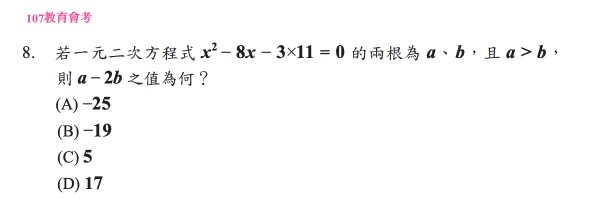 107教育會考
8. 若一元二次方程式 x² − 8x − 3×11 = 0 的兩根為 a、b，且 a > b，
則 a − 2b 之值為何？
(A) −25
(B) −19
(C) 5
(D) 17